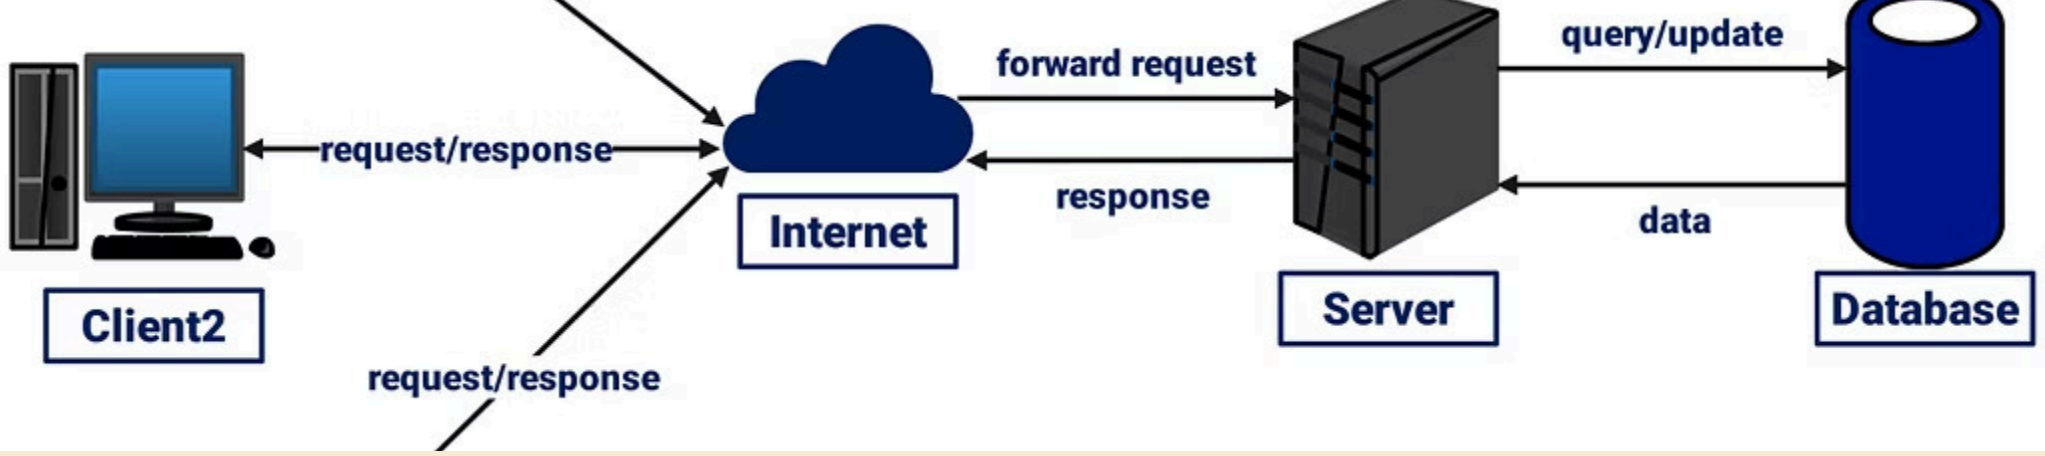 query/update
forward request
request/response
response
data
Internet
Server
Database
Client2
request/response